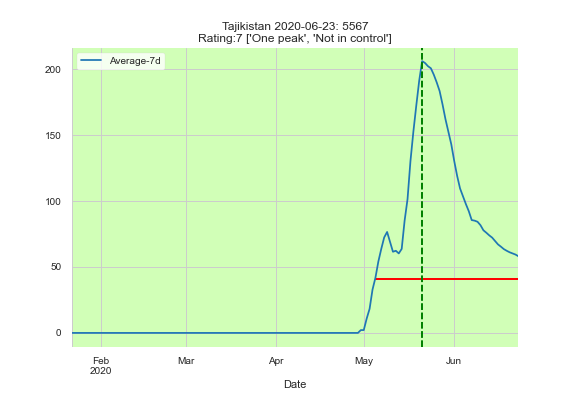 Tajikistan 2020-06-23: 5567
Rating:7 ['One peak', 'Not in control']
Average-7d
200
150
100
50
0
Feb
2020
Mar
Apr
May
Jun
Date